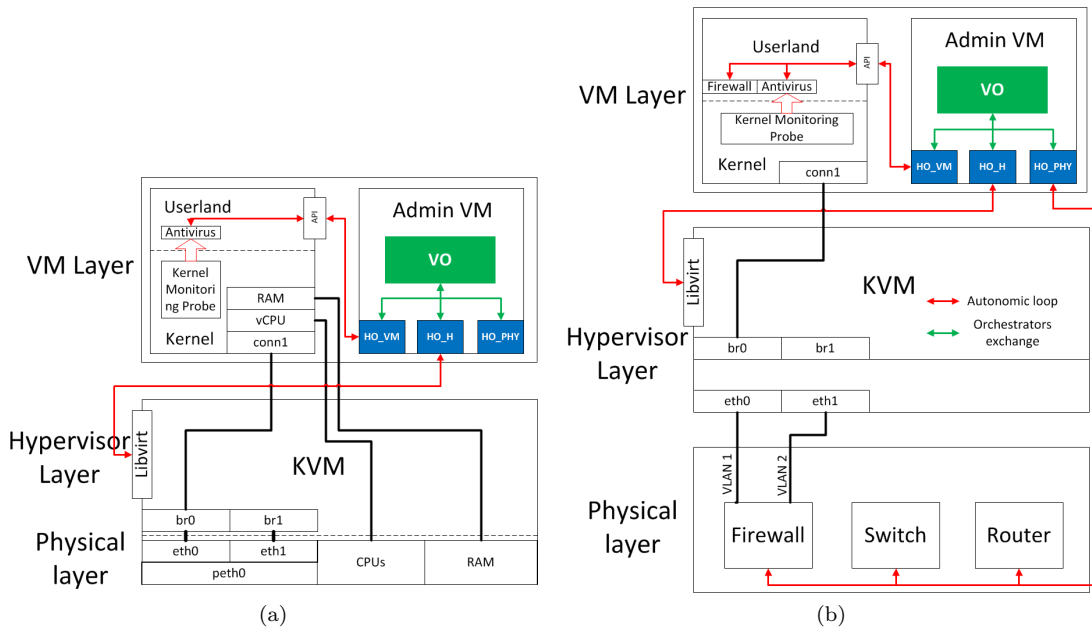 VM Layer
Userland
API
Antivirus
Kernel
Monitori
ng Probe
RAM
vCPU
Kernel
conn1
Admin VM
VO
HO_VM
HO_H
HO_PHY
Hypervisor
Layer
Libvirt
KVM
br0
br1
Physical
layer
eth0
eth1
peth0
CPUs
RAM
(a)
VM Layer
Userland
API
Firewall
Antivirus
Kernel Monitoring
Probe
Kernel
conn1
Admin VM
VO
HO_VM
HO_H
HO_PHY
Hypervisor
Layer
Libvirt
KVM
Autonomic loop
Orchestrators
exchange
br0
br1
eth0
eth1
VLAN 1
VLAN 2
Physical
layer
Firewall
Switch
Router
(b)